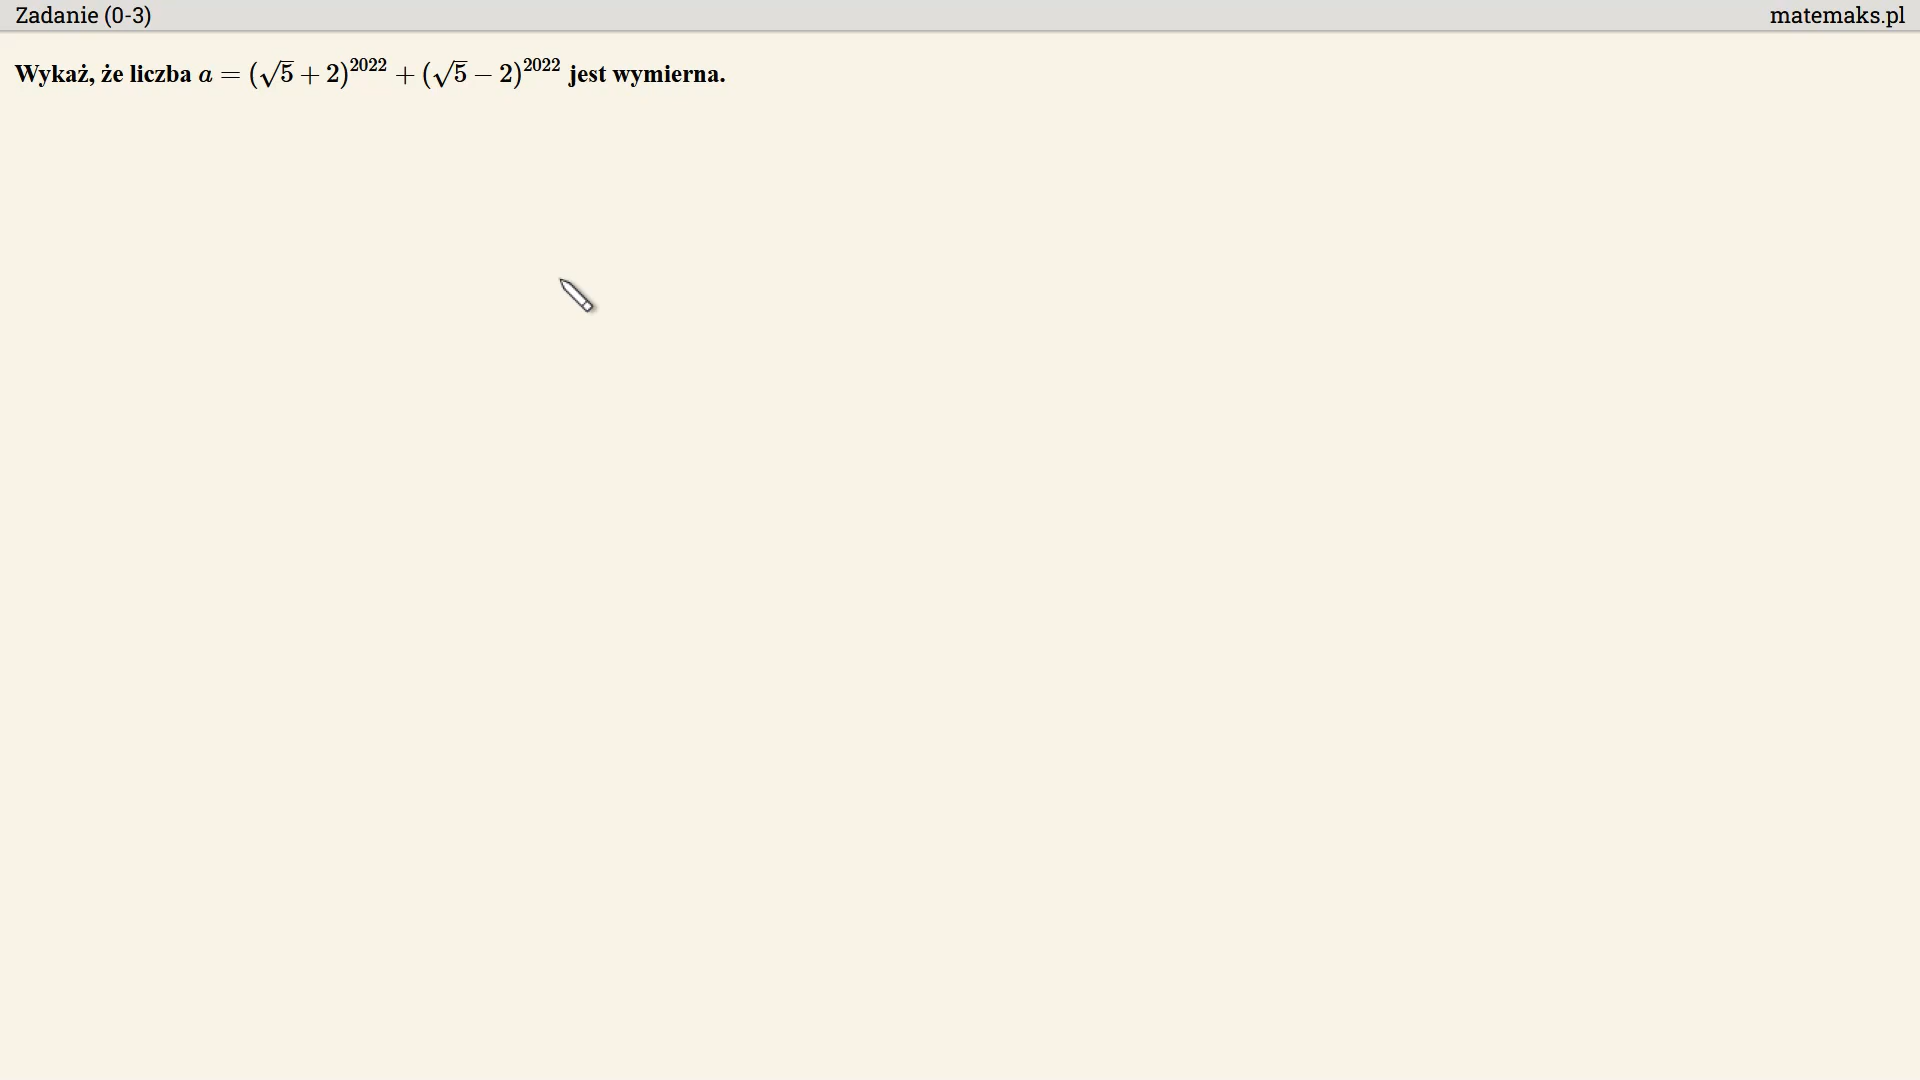 Zadanie (0-3)
matemaks.pl
Wykaż, że liczba a = (√5 + 2)^2022 + (√5 − 2)^2022 jest wymierna.